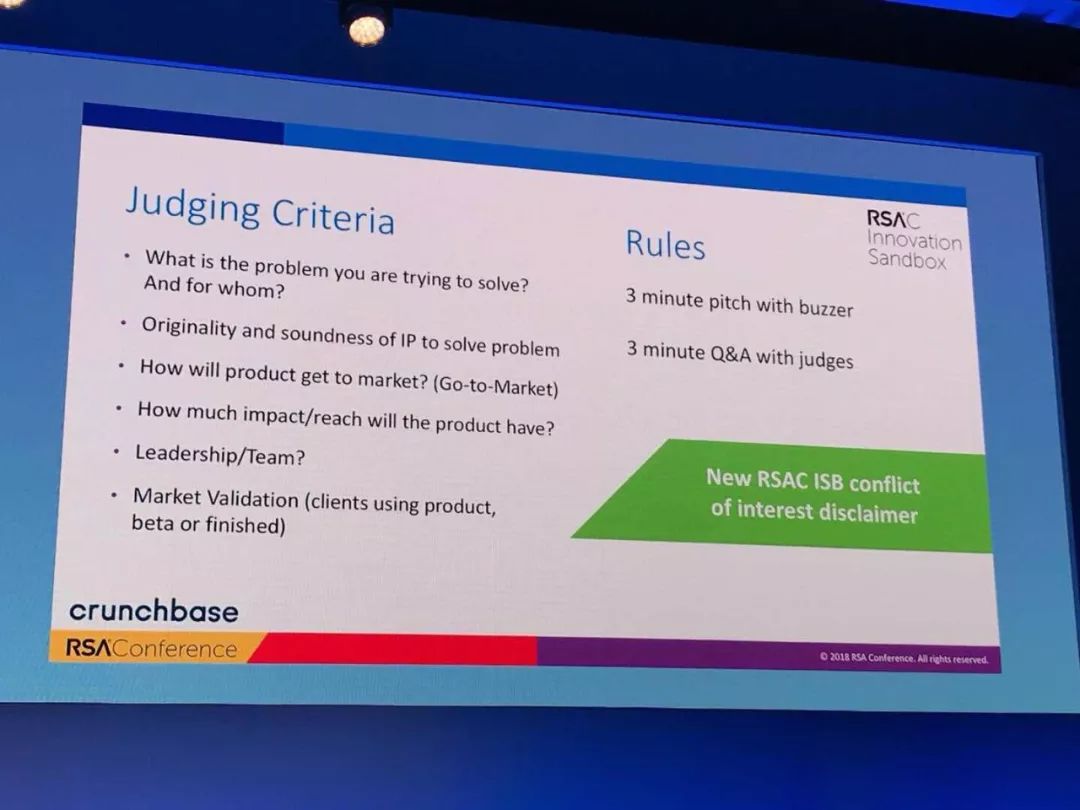 Judging Criteria
• What is the problem you are trying to solve?
And for whom?
• Originality and soundness of IP to solve problem
• How will product get to market? (Go-to-Market)
• How much impact/reach will the product have?
• Leadership/Team?
• Market Validation (clients using product,
beta or finished)
Rules
3 minute pitch with buzzer
3 minute Q&A with judges
RSAC
Innovation
Sandbox
New RSAC ISB conflict
of interest disclaimer
crunchbase
RSAConference
© 2018 RSA Conference. All rights reserved.